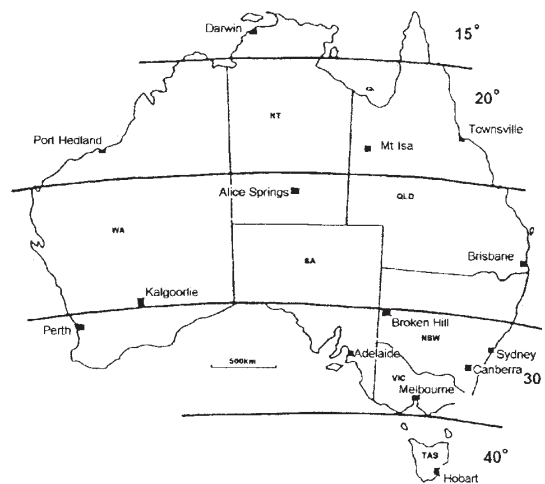 Darwin
15°
20°
NT
Townsville
Port Hedland
Mt Isa
Alice Springs
QLD
WA
SA
Brisbane
Kalgoorlie
Broken Hill
Perth
NSW
Adelaide
Sydney
500km
Canberra
30
VIC
Melbourne
40°
TAS
Hobart